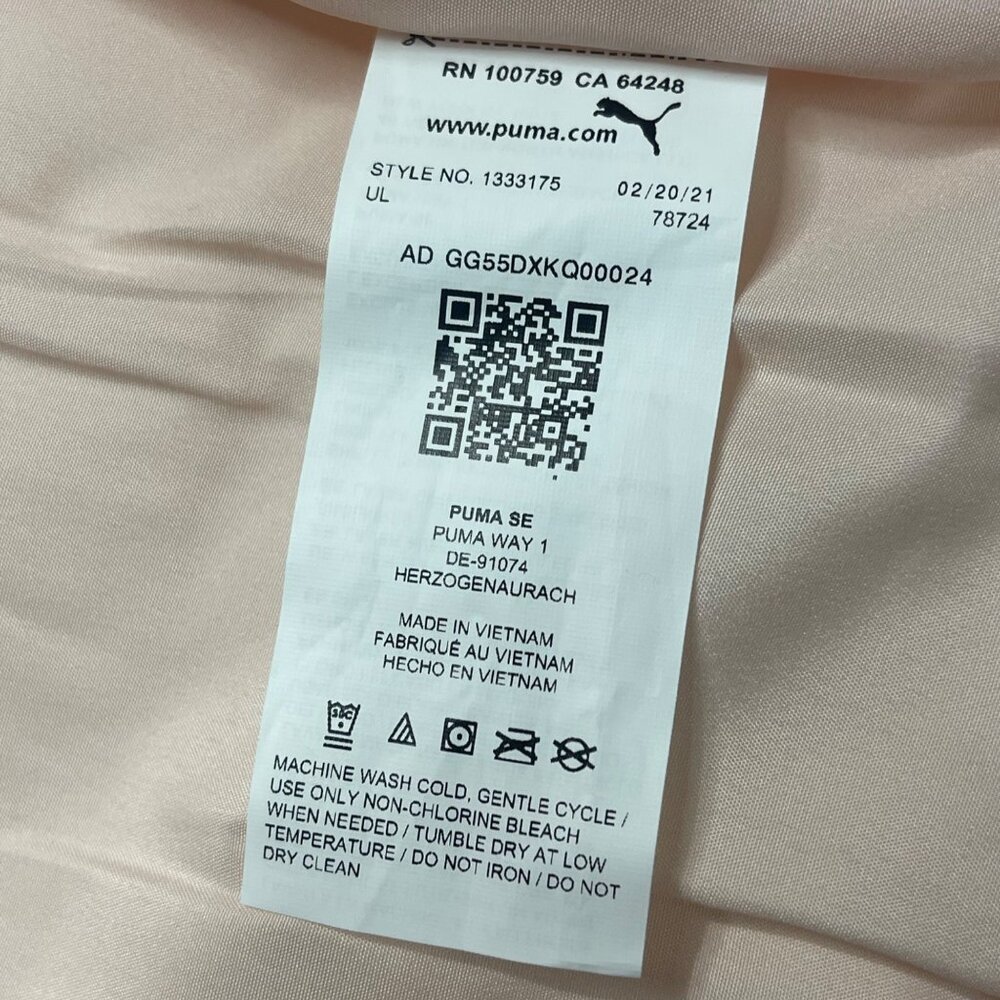 RN 100759 CA 64248
www.puma.com
STYLE NO. 1333175 02/20/21
UL 78724
AD GG55DXKQ00024
PUMA SE
PUMA WAY 1
DE-91074
HERZOGENAURACH
MADE IN VIETNAM
FABRIQUÉ AU VIETNAM
HECHO EN VIETNAM
30C
MACHINE WASH COLD, GENTLE CYCLE /
USE ONLY NON-CHLORINE BLEACH
WHEN NEEDED / TUMBLE DRY AT LOW
TEMPERATURE / DO NOT IRON / DO NOT
DRY CLEAN